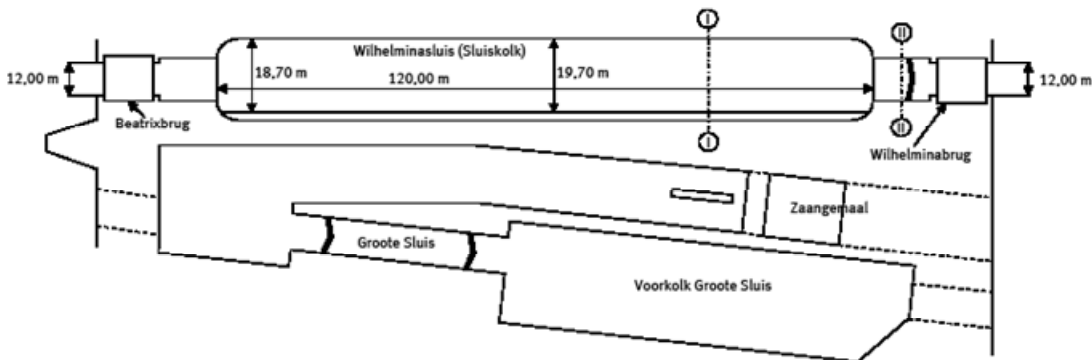 I
II
Wilhelminasluis (Sluiskolk)
12,00 m
18,70 m
120,00 m
19,70 m
12,00 m
Beatrixbrug
I
II
Wilhelminabrug
Zaangemaal
Groote Sluis
Voorkolk Groote Sluis